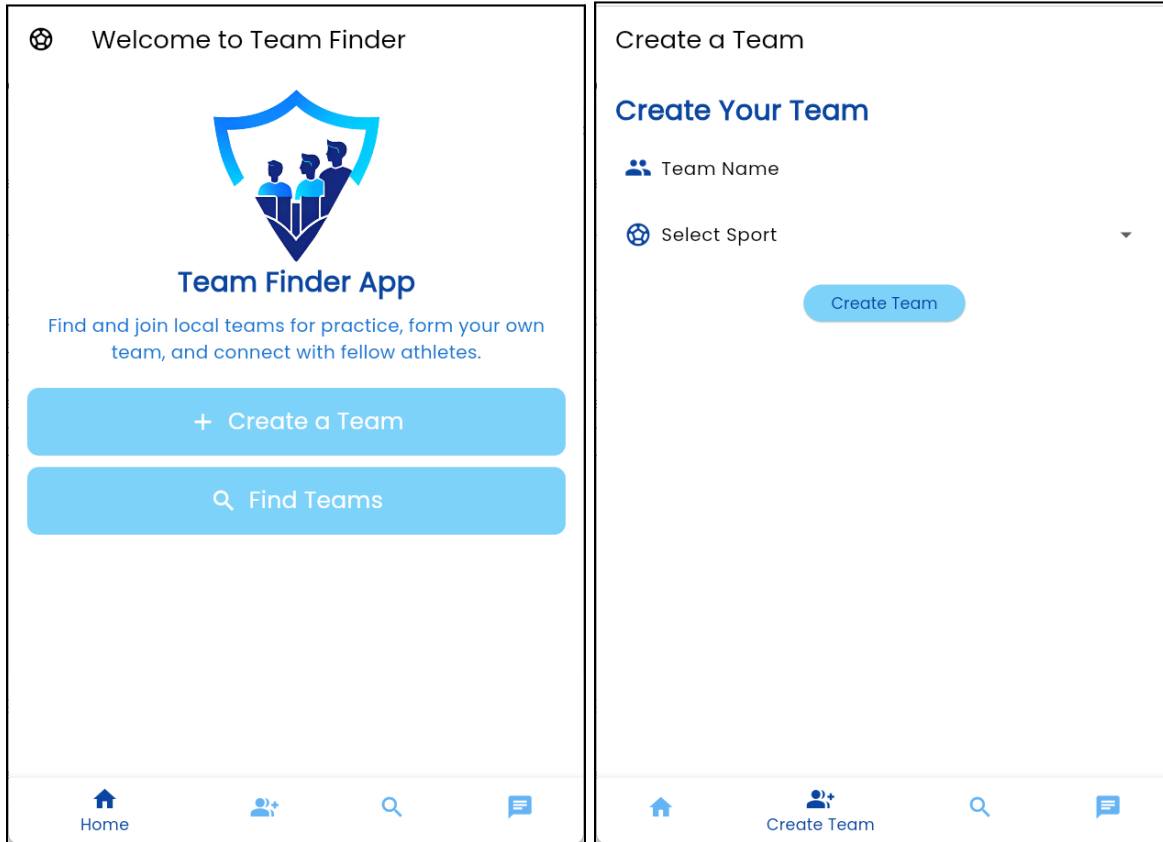 Welcome to Team Finder
Team Finder App
Find and join local teams for practice, form your own
team, and connect with fellow athletes.
+ Create a Team
Find Teams
Home
Create a Team
Create Your Team
Team Name
Select Sport
Create Team
Create Team